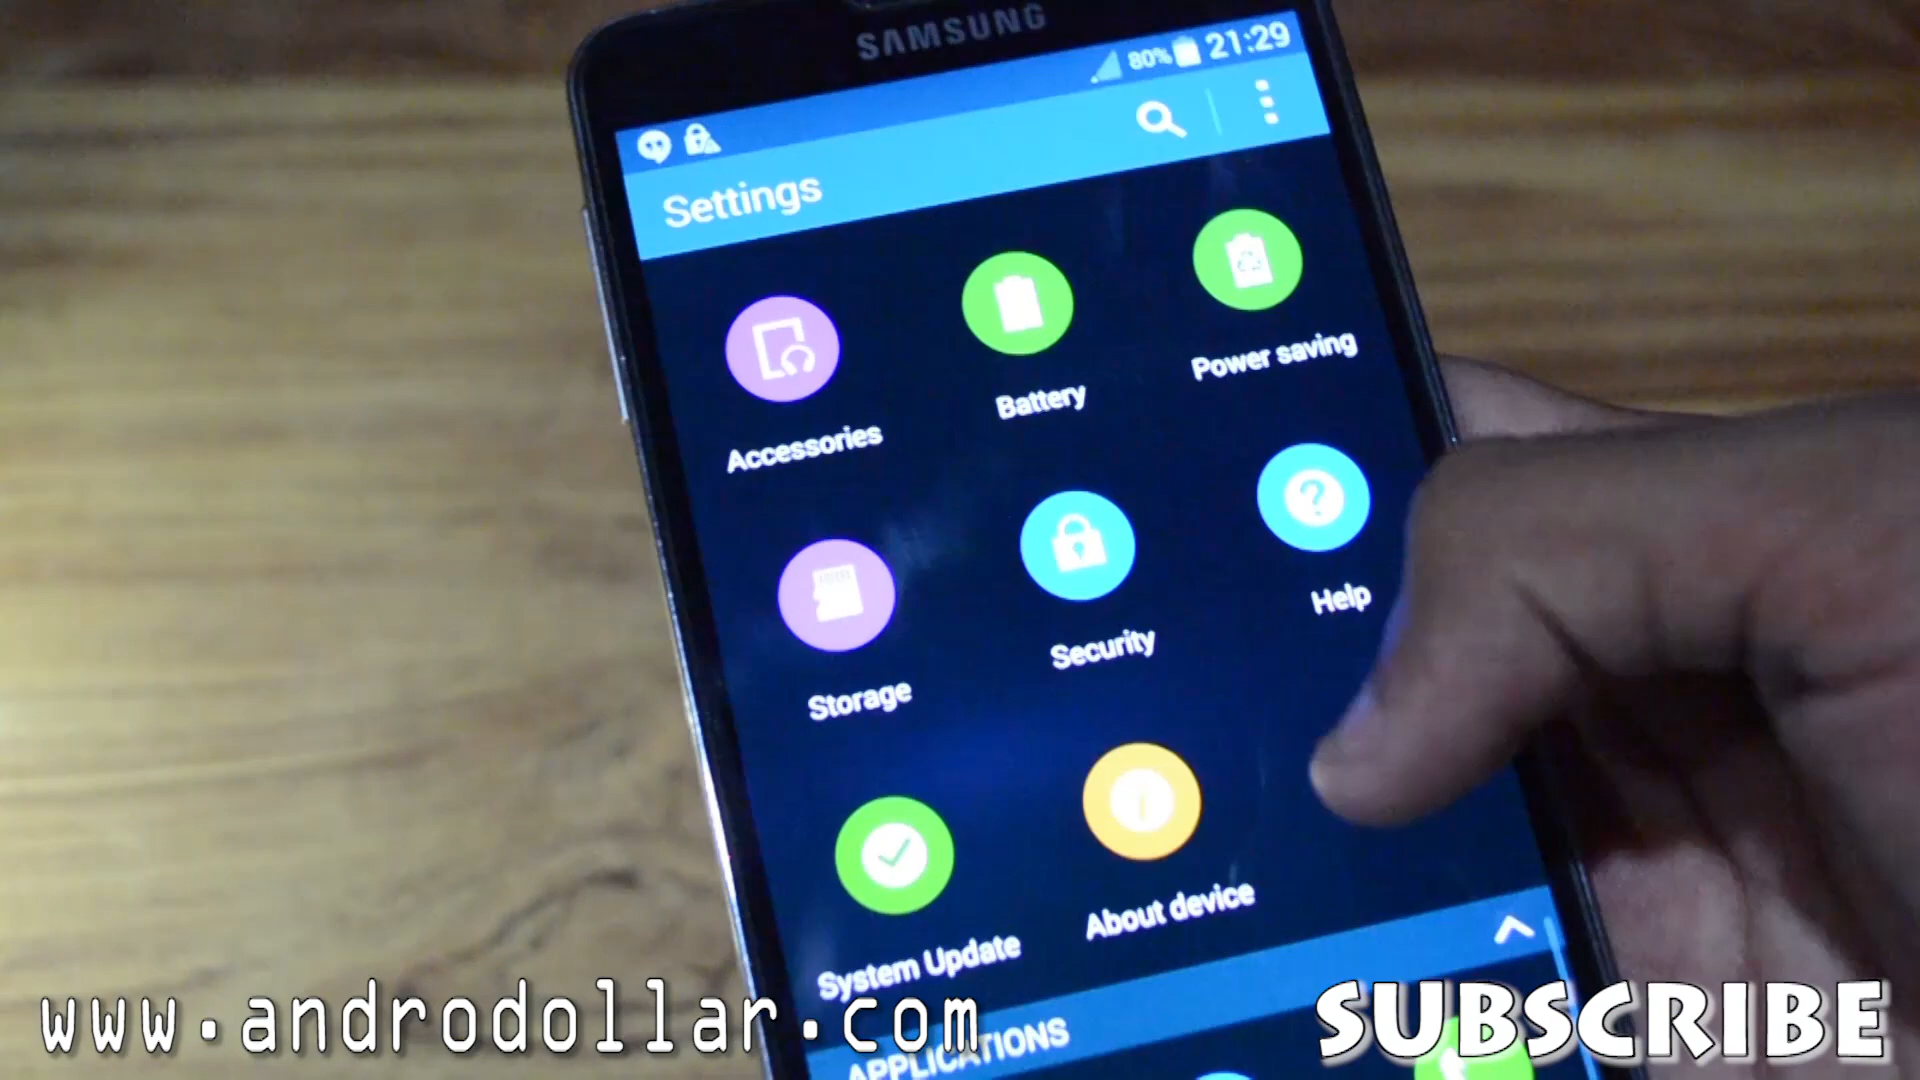 SAMSUNG
80% 21:29
Settings
Accessories
Battery
Power saving
Storage
Security
Help
System Update
About device
APPLICATIONS
www.androdollar.com
SUBSCRIBE